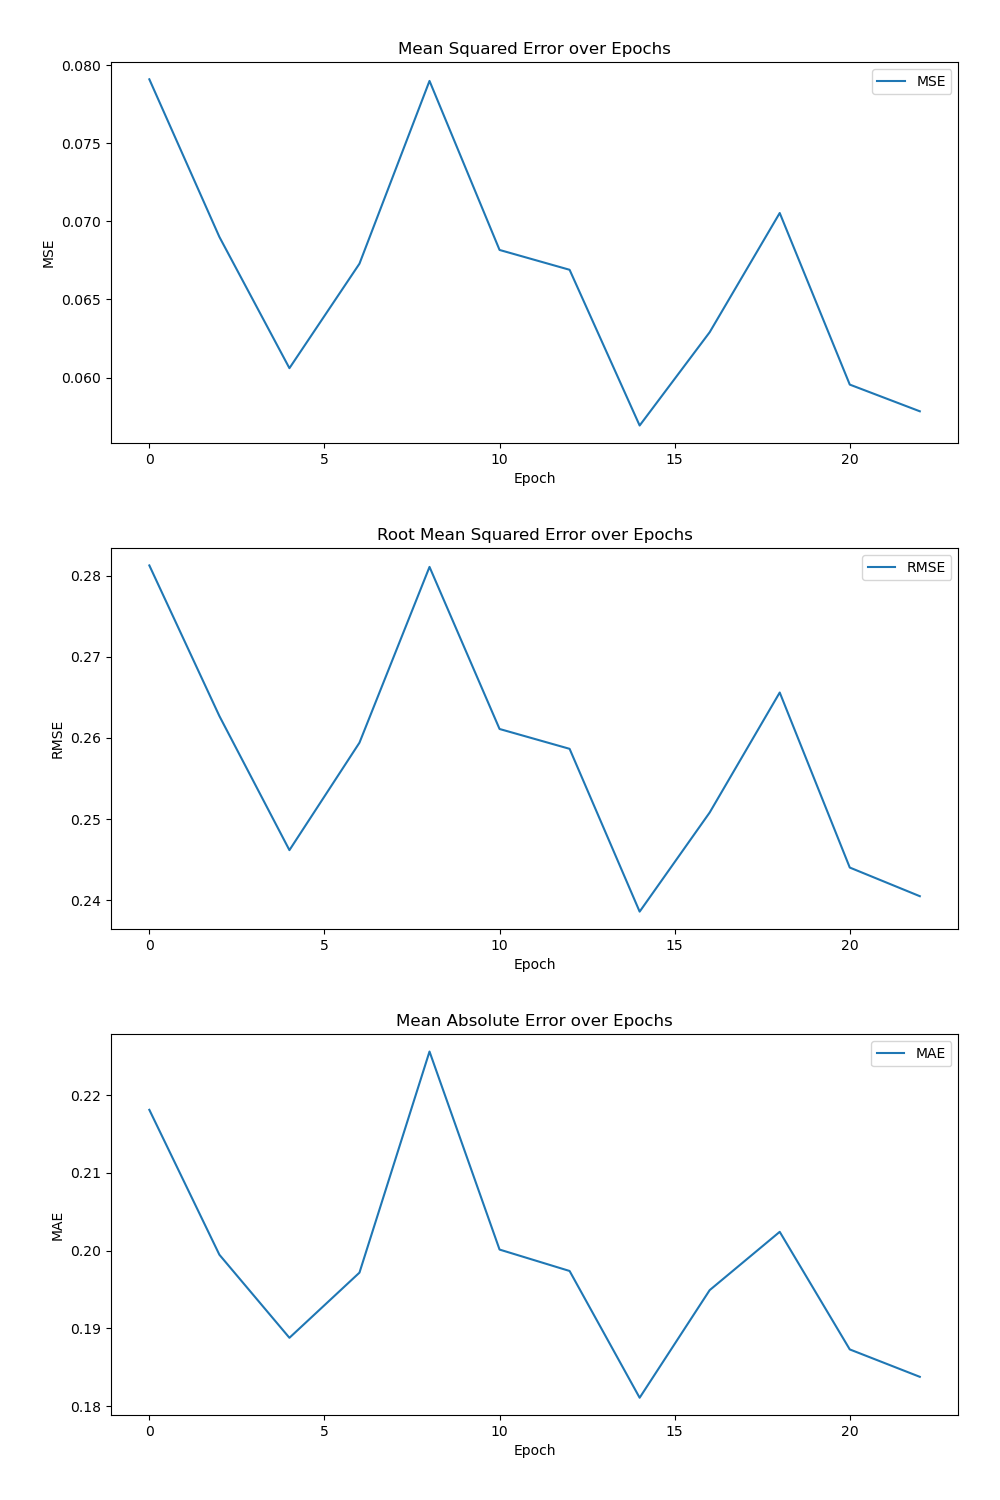 Mean Squared Error over Epochs
MSE
0.080
0.075
0.070
0.065
0.060
MSE
0 5 10 15 20
Epoch
Root Mean Squared Error over Epochs
RMSE
0.28
0.27
0.26
0.25
0.24
RMSE
0 5 10 15 20
Epoch
Mean Absolute Error over Epochs
MAE
0.22
0.21
0.20
0.19
0.18
MAE
0 5 10 15 20
Epoch